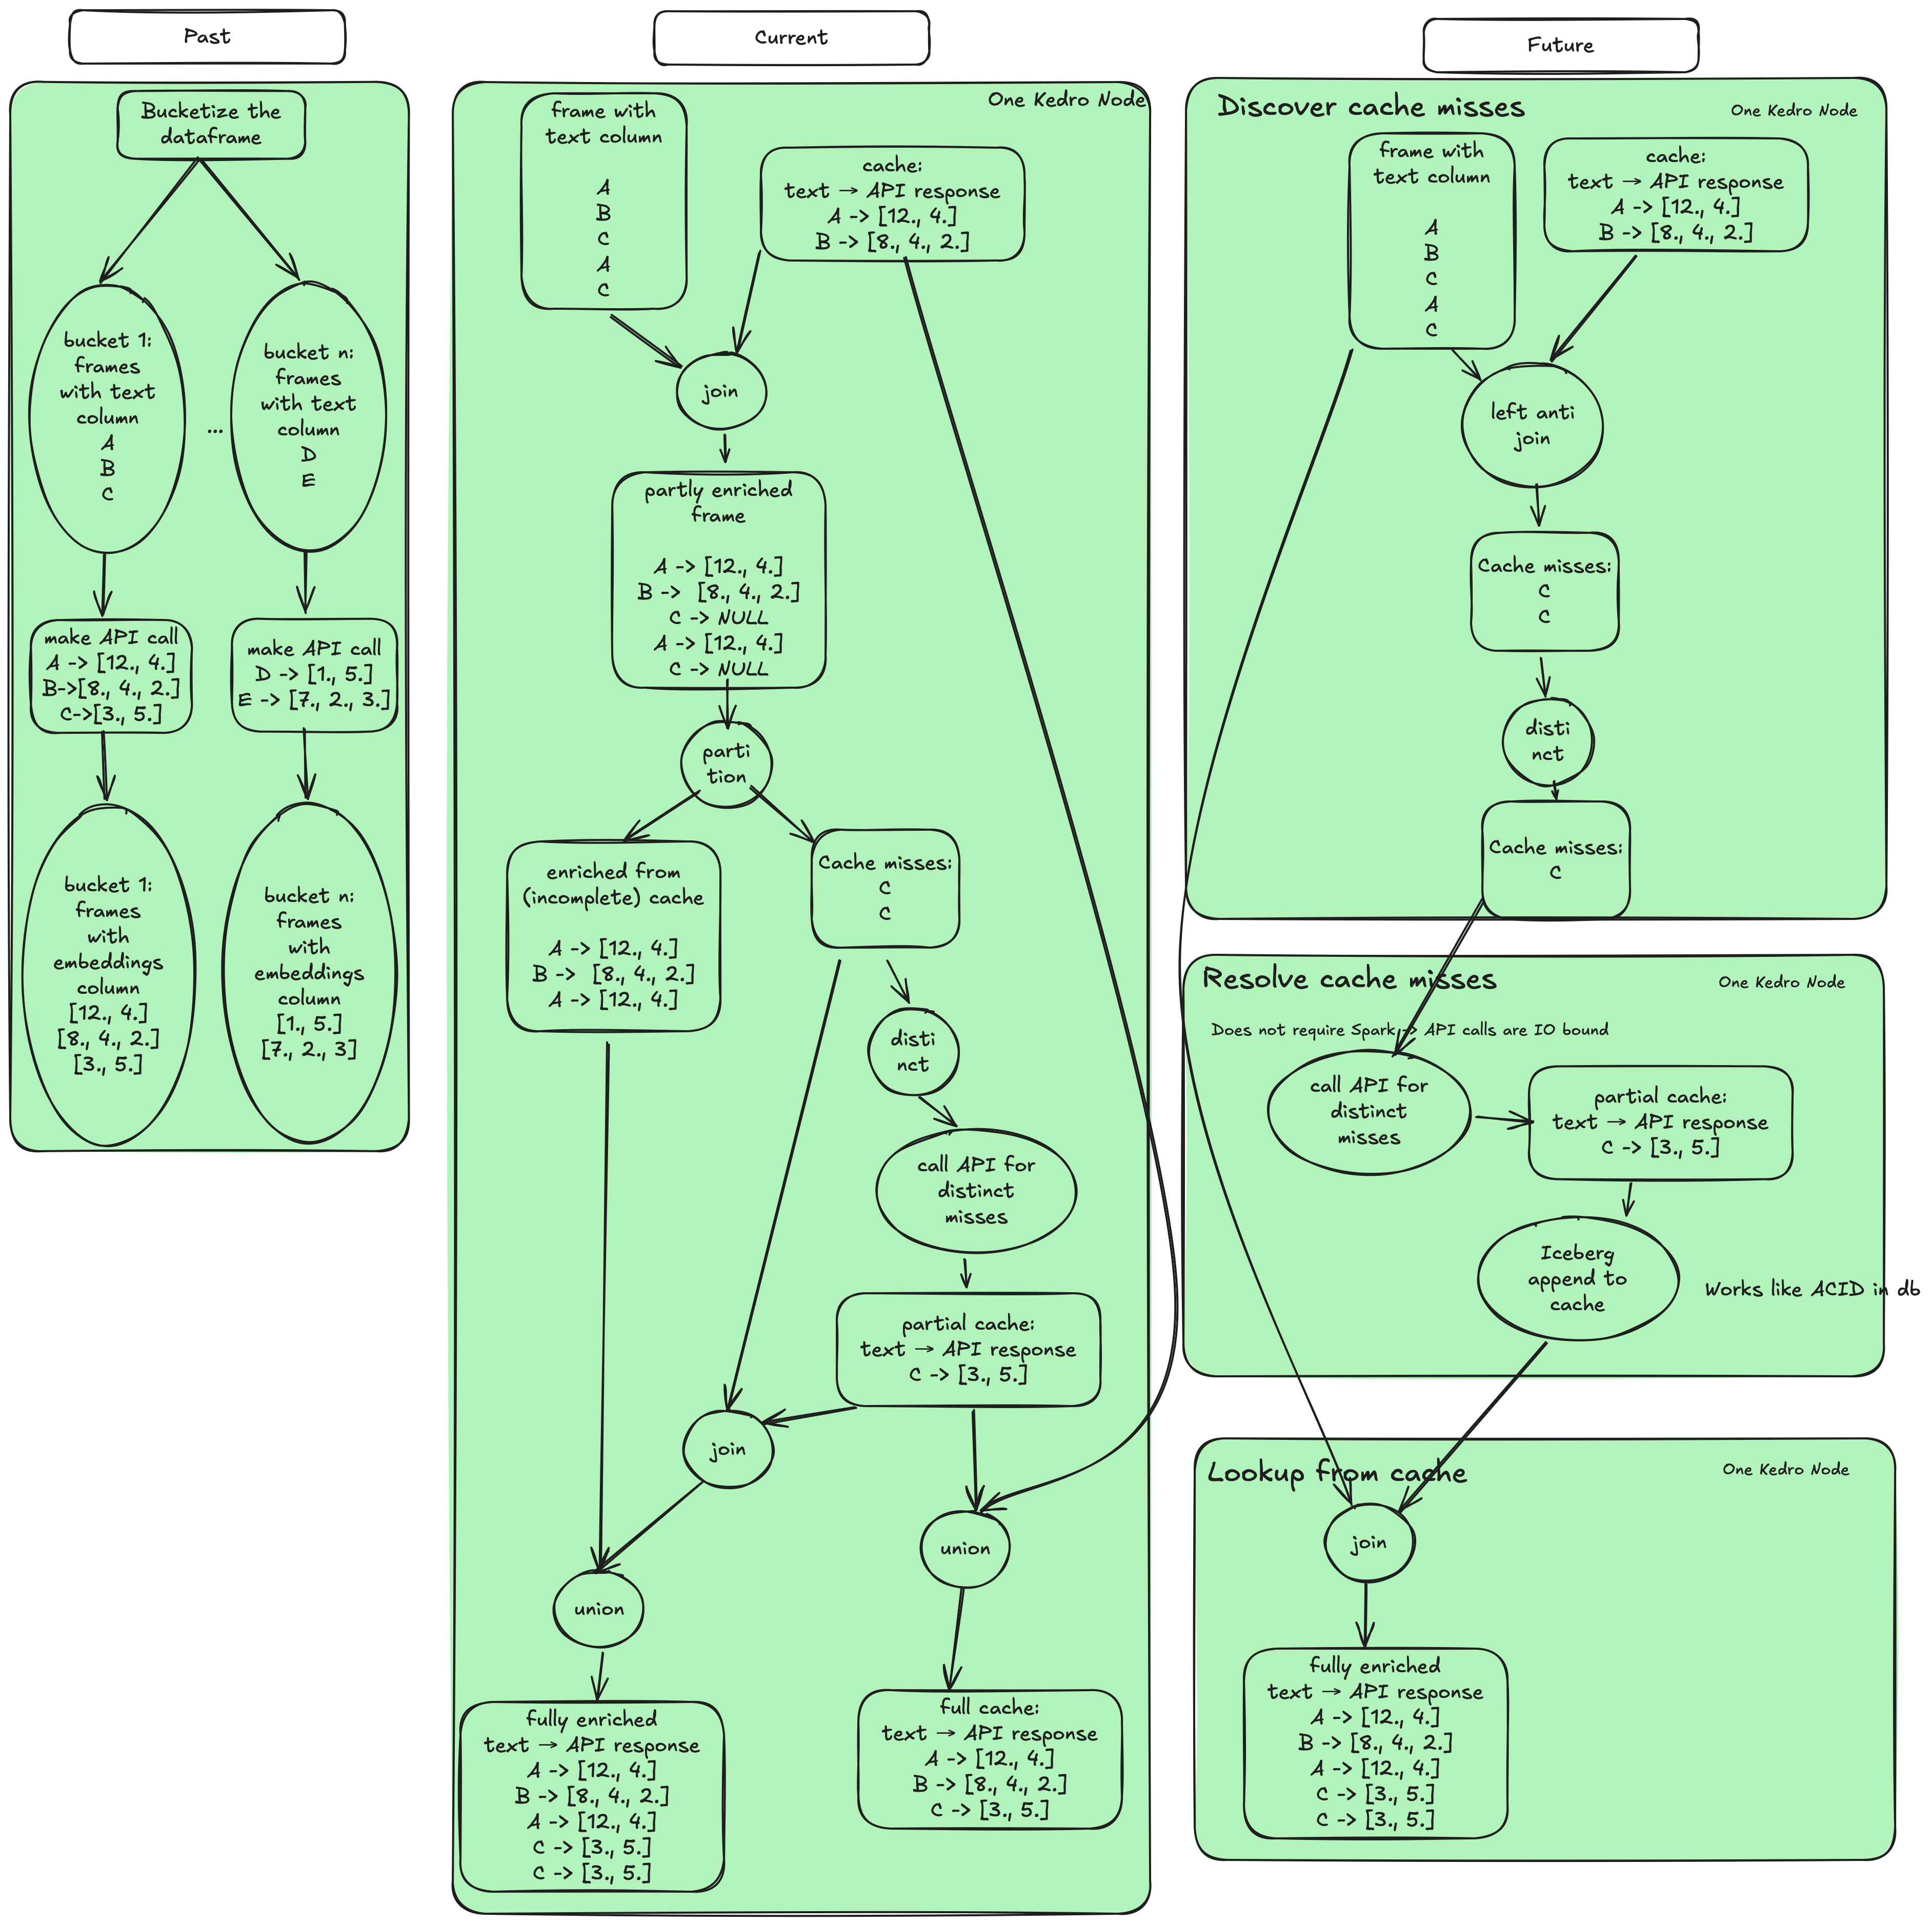 Past
Bucketize the
dataframe
bucket 1:
frames
with text
column
A
B
C
...
bucket n:
frames
with text
column
D
E
make API call
A -> [12., 4.]
B->[8., 4., 2.]
C->[3., 5.]
make API call
D -> [1., 5.]
E -> [7., 2., 3.]
bucket 1:
frames
with
embeddings
column
[12., 4.]
[8., 4., 2.]
[3., 5.]
bucket n:
frames
with
embeddings
column
[1., 5.]
[7., 2., 3]
Current
One Kedro Node
frame with
text column
A
B
C
A
C
cache:
text → API response
A -> [12., 4.]
B -> [8., 4., 2.]
join
partly enriched
frame
A -> [12., 4.]
B -> [8., 4., 2.]
C -> NULL
A -> [12., 4.]
C -> NULL
parti
tion
enriched from
(incomplete) cache
A -> [12., 4.]
B -> [8., 4., 2.]
A -> [12., 4.]
Cache misses:
C
C
disti
nct
call API for
distinct
misses
partial cache:
text → API response
C -> [3., 5.]
join
union
union
fully enriched
text → API response
A -> [12., 4.]
B -> [8., 4., 2.]
A -> [12., 4.]
C -> [3., 5.]
C -> [3., 5.]
full cache:
text → API response
A -> [12., 4.]
B -> [8., 4., 2.]
C -> [3., 5.]
Future
Discover cache misses
One Kedro Node
frame with
text column
A
B
C
A
C
cache:
text → API response
A -> [12., 4.]
B -> [8., 4., 2.]
left anti
join
Cache misses:
C
C
disti
nct
Cache misses:
C
Resolve cache misses
One Kedro Node
Does not require Spark -> API calls are IO bound
call API for
distinct
misses
partial cache:
text → API response
C -> [3., 5.]
Iceberg
append to
cache
Works like ACID in db
Lookup from cache
One Kedro Node
join
fully enriched
text → API response
A -> [12., 4.]
B -> [8., 4., 2.]
A -> [12., 4.]
C -> [3., 5.]
C -> [3., 5.]